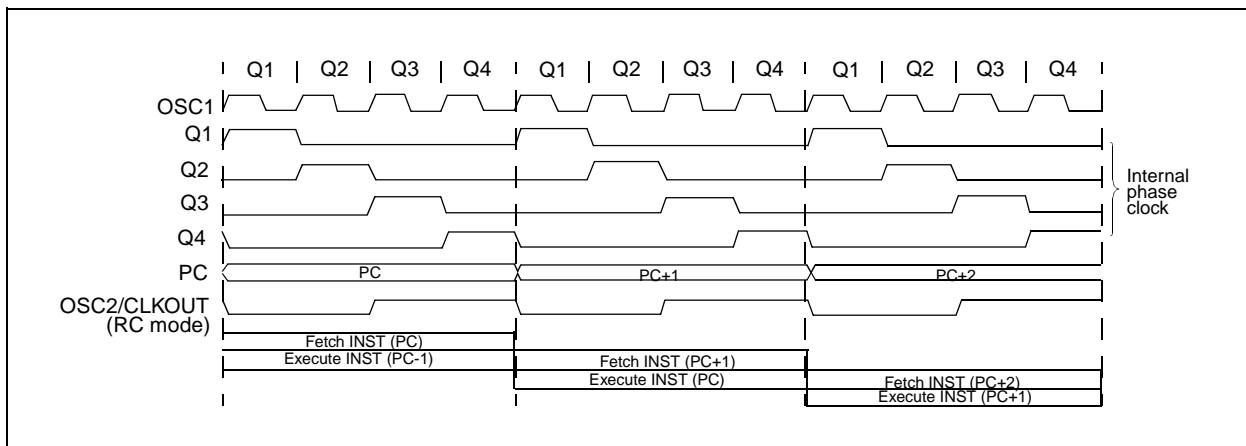 Q1 Q2 Q3 Q4 Q1 Q2 Q3 Q4 Q1 Q2 Q3 Q4
OSC1
Q1
Q2
Q3
Q4
Internal
phase
clock
PC PC PC+1 PC+2
OSC2/CLKOUT
(RC mode)
Fetch INST (PC)
Execute INST (PC-1) Fetch INST (PC+1)
Execute INST (PC) Fetch INST (PC+2)
Execute INST (PC+1)